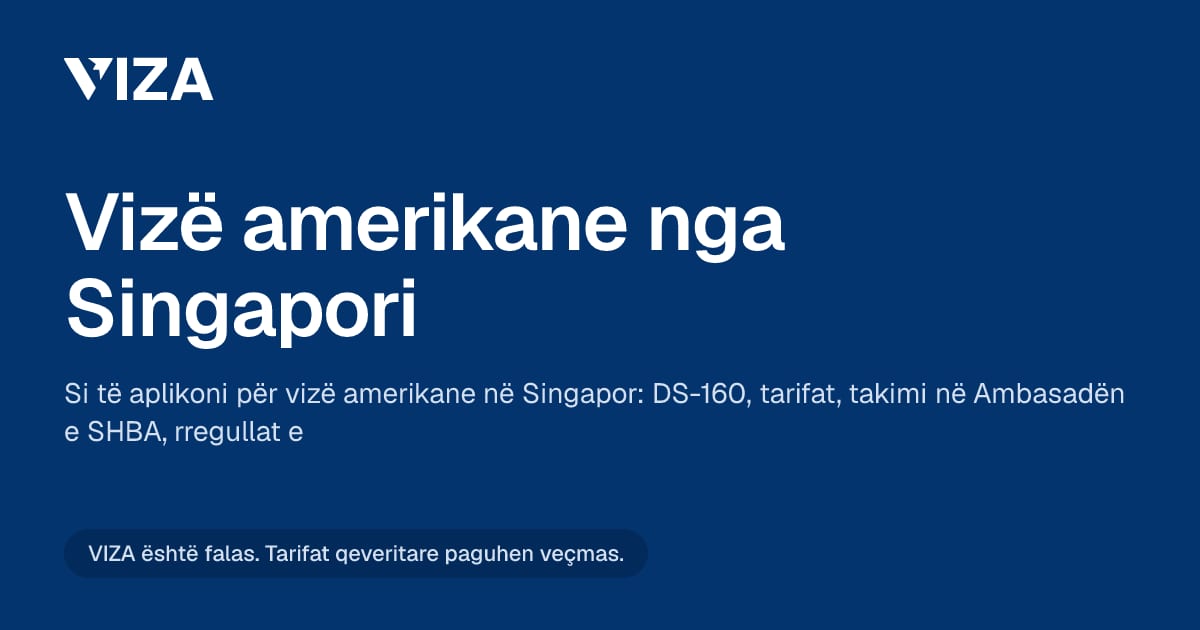 VIZA
Vizë amerikane nga
Singapori
Si të aplikoni për vizë amerikane në Singapor: DS-160, tarifat, takimi në Ambasadën
e SHBA, rregullat e
VIZA është falas. Tarifat qeveritare paguhen veçmas.